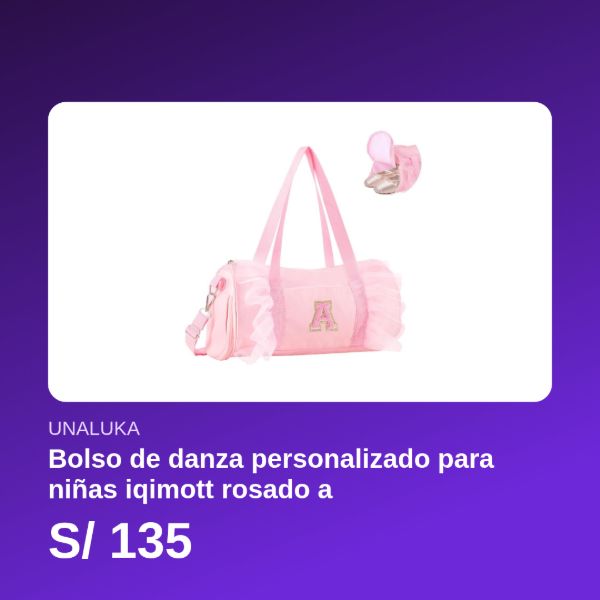 A
UNALUKA
Bolso de danza personalizado para
niñas iqimott rosado a
S/ 135